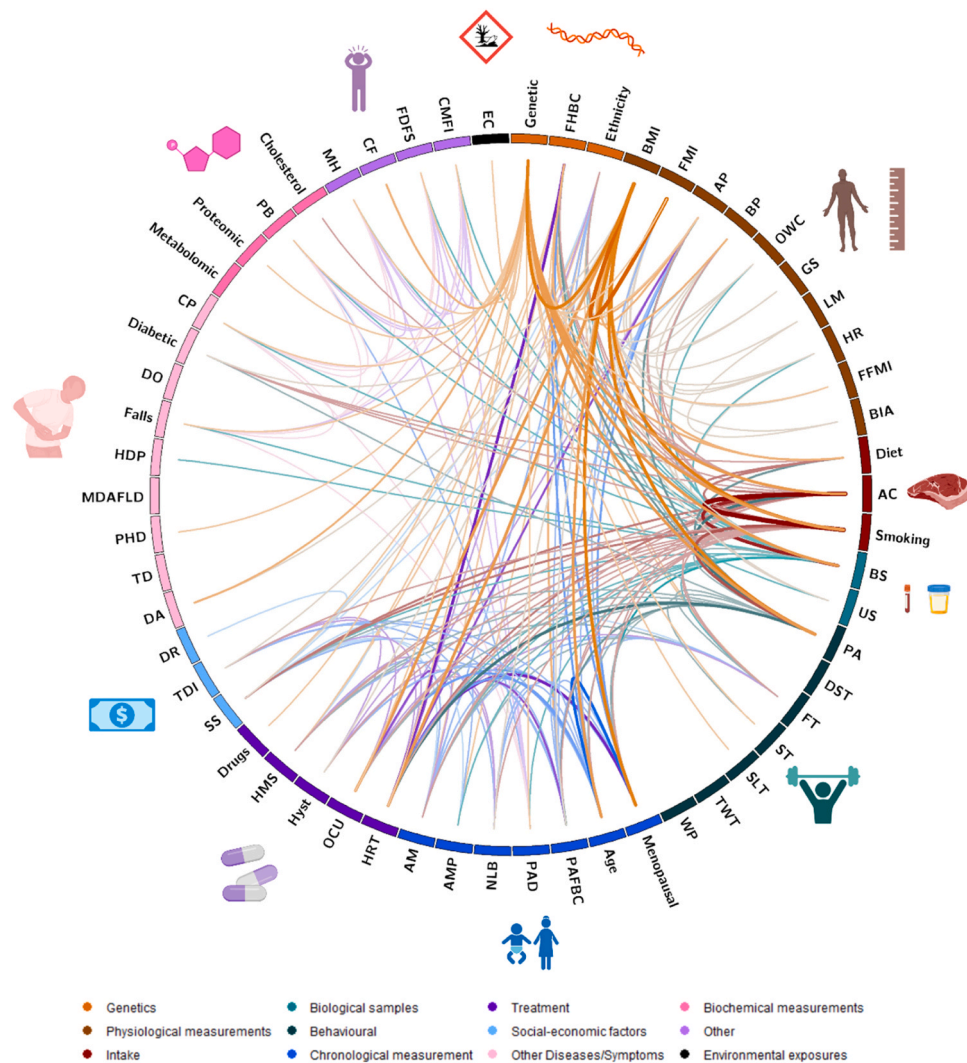 Genetic
FHBC
Ethnicity
BMI
FMI
AP
BP
OWC
GS
LM
HR
FFMI
BIA
Diet
AC
Smoking
BS
US
PA
DST
FT
ST
SLT
TWT
WP
Menopausal
Age
PAFBC
PAD
NLB
AMP
AM
HRT
OCU
Hyst
HMS
Drugs
SS
TDI
DR
DA
TD
PHD
MDAFLD
HDP
Falls
DO
Diabetic
CP
Metabolomic
Proteomic
PB
Cholesterol
MH
CF
FDFS
CMFI
EC
$
Genetics
Biological samples
Treatment
Biochemical measurements
Physiological measurements
Behavioural
Social-economic factors
Other
Intake
Chronological measurement
Other Diseases/Symptoms
Environmental exposures